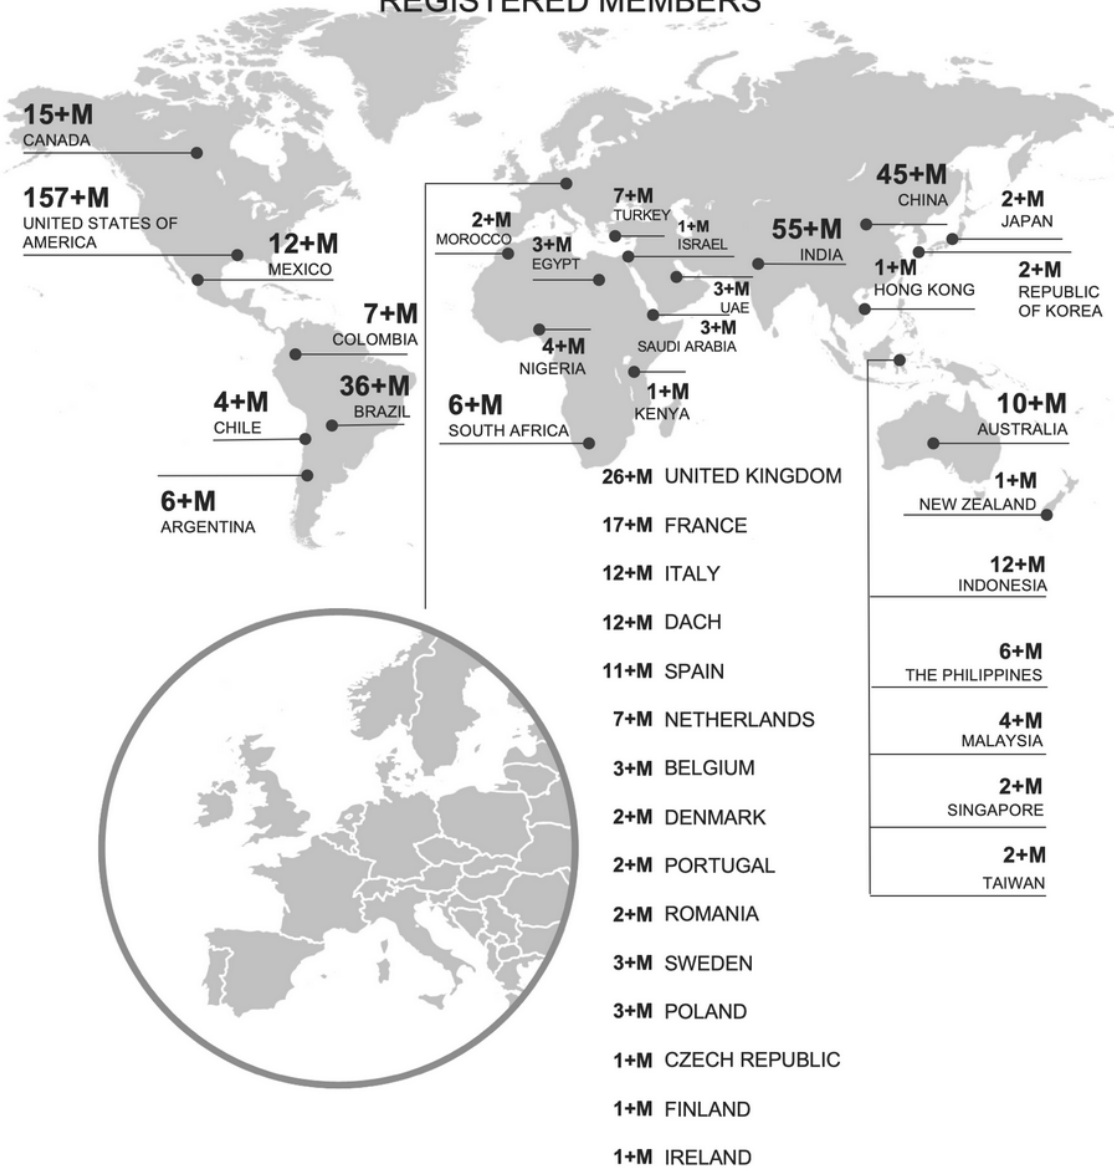 REGISTERED MEMBERS
15+M
CANADA
157+M
UNITED STATES OF
AMERICA
12+M
MEXICO
7+M
COLOMBIA
36+M
BRAZIL
4+M
CHILE
6+M
ARGENTINA
2+M
MOROCCO
3+M
EGYPT
7+M
TURKEY
1+M
ISRAEL
3+M
UAE
3+M
SAUDI ARABIA
4+M
NIGERIA
1+M
KENYA
6+M
SOUTH AFRICA
55+M
INDIA
45+M
CHINA
2+M
JAPAN
1+M
HONG KONG
2+M
REPUBLIC
OF KOREA
10+M
AUSTRALIA
1+M
NEW ZEALAND
12+M
INDONESIA
6+M
THE PHILIPPINES
4+M
MALAYSIA
2+M
SINGAPORE
2+M
TAIWAN
26+M UNITED KINGDOM
17+M FRANCE
12+M ITALY
12+M DACH
11+M SPAIN
7+M NETHERLANDS
3+M BELGIUM
2+M DENMARK
2+M PORTUGAL
2+M ROMANIA
3+M SWEDEN
3+M POLAND
1+M CZECH REPUBLIC
1+M FINLAND
1+M IRELAND